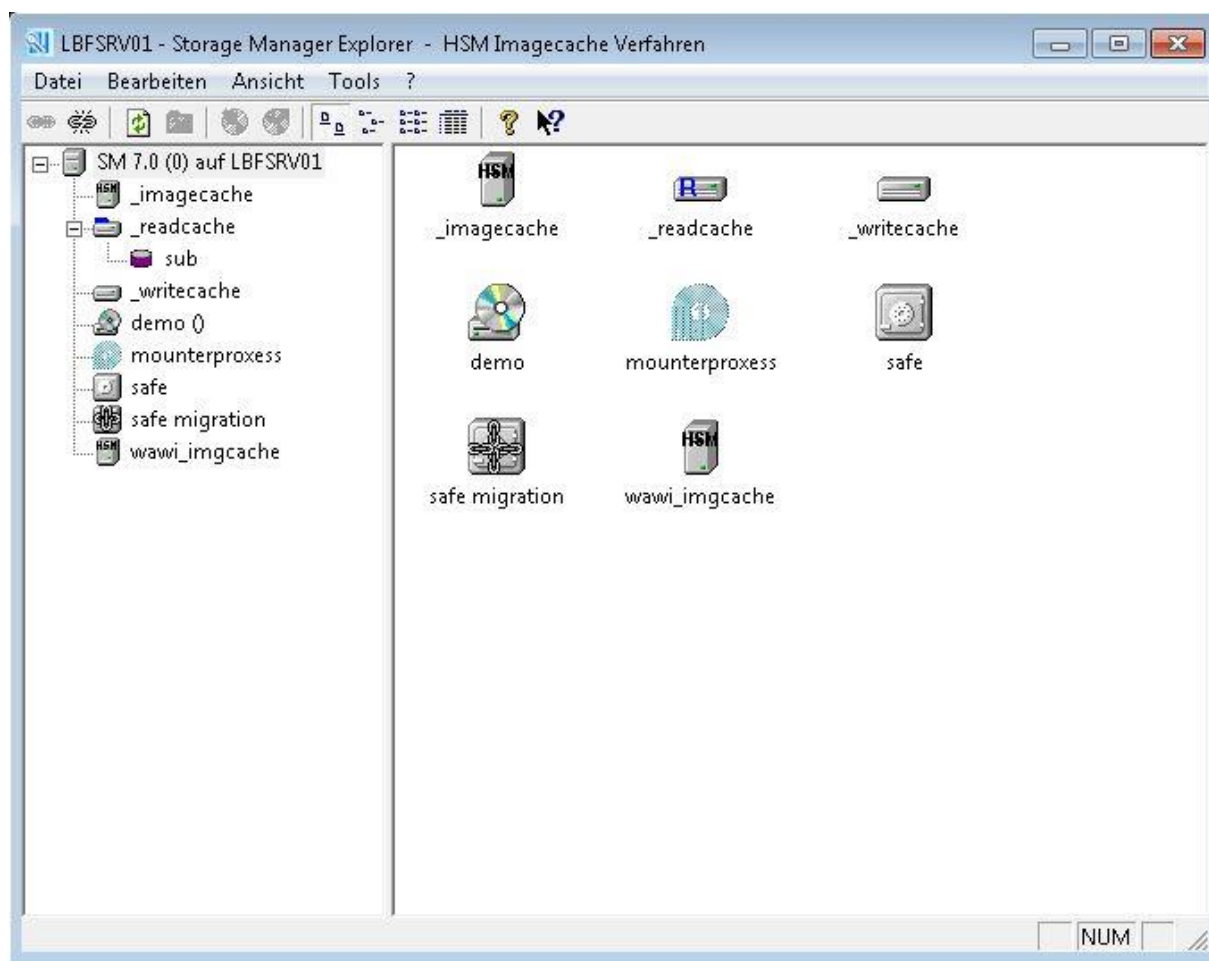 LBFSRV01 - Storage Manager Explorer - HSM Imagecache Verfahren
Datei Bearbeiten Ansicht Tools ?
SM 7.0 (0) auf LBFSRV01
HSM _imagecache
_readcache
sub
_writecache
demo ()
mounterproxess
safe
safe migration
HSM wawi_imgcache
HSM R
_imagecache _readcache _writecache
demo mounterproxess safe
HSM
safe migration wawi_imgcache
NUM